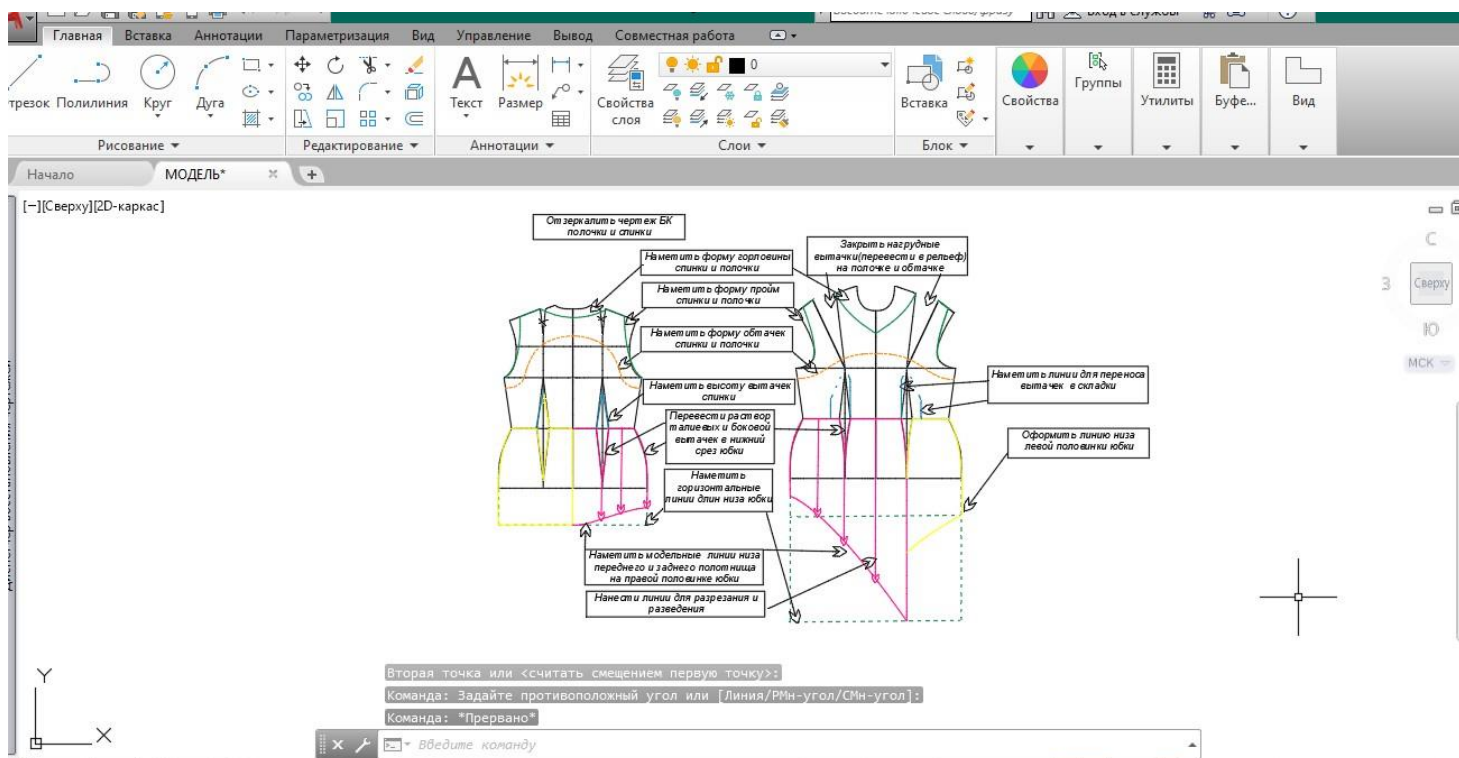 Главная Вставка Аннотации Параметризация Вид Управление Вывод Совместная работа
трезок Полилиния Круг Дуга Текст Размер Свойства слоя 0 Вставка Свойства Группы Утилиты Буфе... Вид
Рисование Редактирование Аннотации Слои Блок
Начало МОДЕЛЬ*
[−][Сверху][2D-каркас]
Отзеркалить чертеж БК
полочки и спинки
Наметить форму горловины
спинки и полочки
Закрыть нагрудные
вытачки(перевести в рельеф)
на полочке и обтачке
Наметить форму пройм
спинки и полочки
Наметить форму обтачек
спинки и полочки
Наметить высоту вытачек
спинки
Наметить линии для переноса
вытачек в складки
Перевести раствор
талиевых и боковой
вытачек в нижний
срез юбки
Оформить линию низа
левой половинки юбки
Наметить
горизонтальные
линии длин низа юбки
Наметить модельные линии низа
переднего и заднего полотнища
на правой половинке юбки
Нанести линии для разрезания и
разведения
С
З Сверху
Ю
МСК
Y
X
Вторая точка или <считать смещением первую точку>:
Команда: Задайте противоположный угол или [Линия/РМн-угол/СМн-угол]:
Команда: *Прервано*
Введите команду